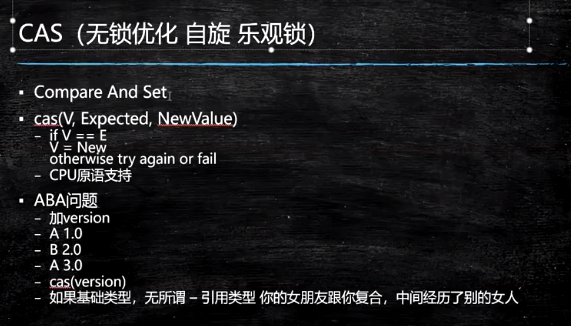 CAS（无锁优化 自旋 乐观锁）
Compare And Set
cas(V, Expected, NewValue)
– if V == E
V = New
otherwise try again or fail
– CPU原语支持
ABA问题
– 加version
– A 1.0
– B 2.0
– A 3.0
– cas(version)
– 如果基础类型，无所谓 – 引用类型 你的女朋友跟你复合，中间经历了别的女人